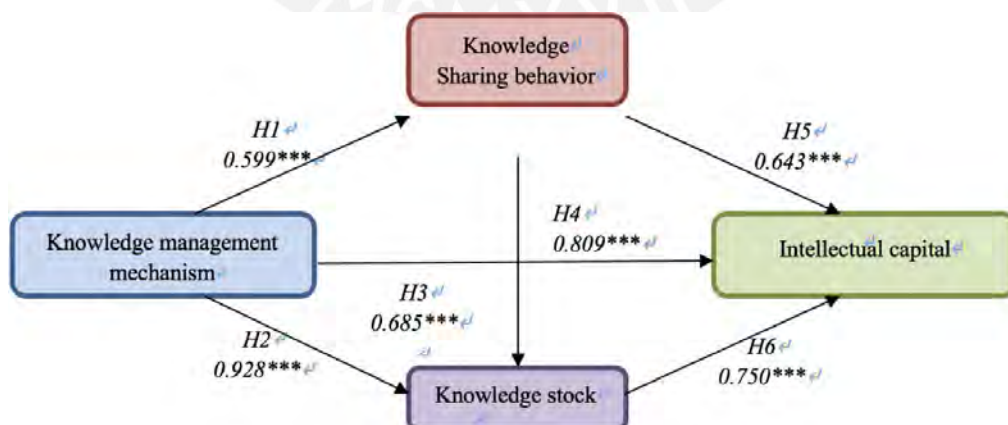 Knowledge
Sharing behavior
H1
0.599***
H5
0.643***
H4
0.809***
Knowledge management
mechanism
Intellectual capital
H3
0.685***
H2
0.928***
H6
0.750***
Knowledge stock